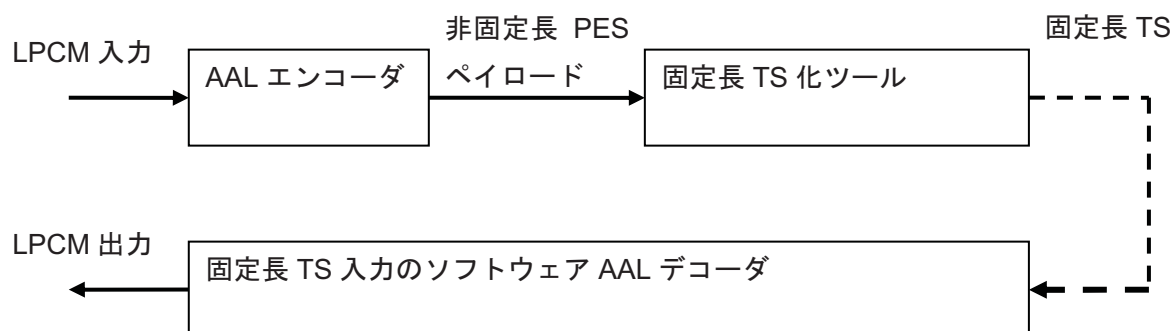 LPCM 入力
AAL エンコーダ
非固定長 PES
ペイロード
固定長 TS 化ツール
固定長 TS
LPCM 出力
固定長 TS 入力のソフトウェア AAL デコーダ